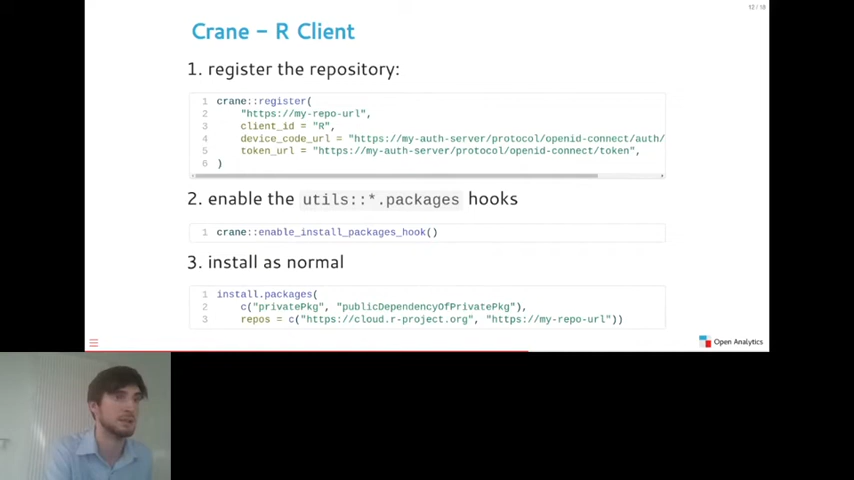 12 / 18
Crane - R Client
1. register the repository:
1 crane::register(
2 "https://my-repo-url",
3 client_id = "R",
4 device_code_url = "https://my-auth-server/protocol/openid-connect/auth/
5 token_url = "https://my-auth-server/protocol/openid-connect/token",
6 )
2. enable the utils::*.packages hooks
1 crane::enable_install_packages_hook()
3. install as normal
1 install.packages(
2 c("privatePkg", "publicDependencyOfPrivatePkg"),
3 repos = c("https://cloud.r-project.org", "https://my-repo-url"))
Open Analytics